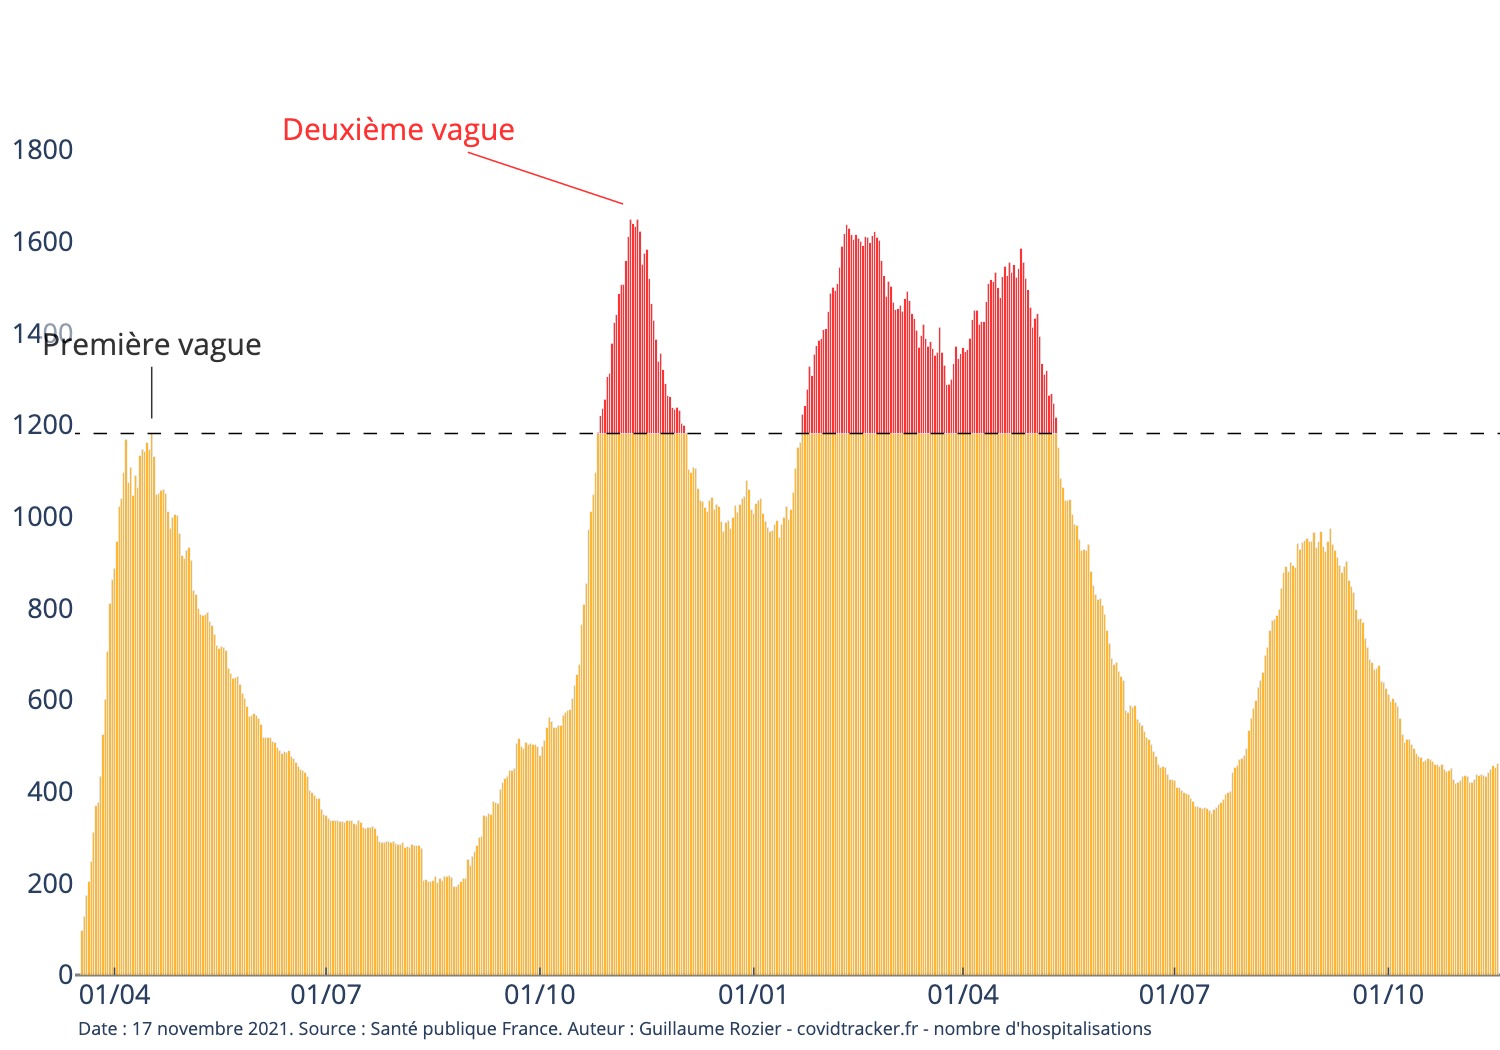 Deuxième vague
1800
1600
1400
Première vague
1200
1000
800
600
400
200
0
01/04 01/07 01/10 01/01 01/04 01/07 01/10
Date : 17 novembre 2021. Source : Santé publique France. Auteur : Guillaume Rozier - covidtracker.fr - nombre d'hospitalisations